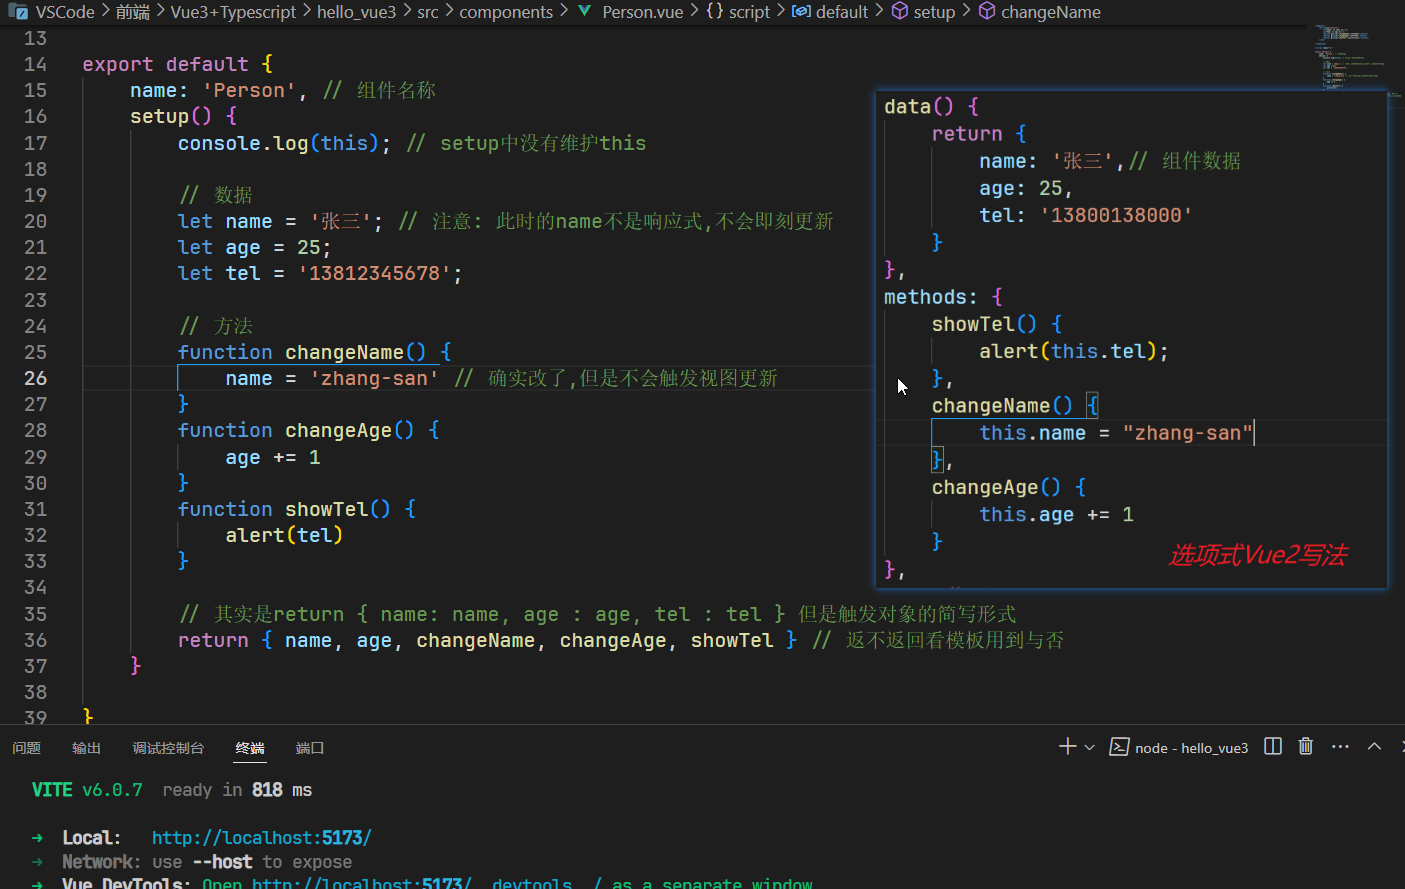 VSCode > 前端 > Vue3+Typescript > hello_vue3 > src > components > Person.vue > {} script > default > setup > changeName
13
14 export default {
15 name: 'Person', // 组件名称
16 setup() {
17 console.log(this); // setup中没有维护this
18
19 // 数据
20 let name = '张三'; // 注意: 此时的name不是响应式,不会即刻更新
21 let age = 25;
22 let tel = '13812345678';
23
24 // 方法
25 function changeName() {
26 name = 'zhang-san' // 确实改了,但是不会触发视图更新
27 }
28 function changeAge() {
29 age += 1
30 }
31 function showTel() {
32 alert(tel)
33 }
34
35 // 其实是return { name: name, age : age, tel : tel } 但是触发对象的简写形式
36 return { name, age, changeName, changeAge, showTel } // 返不返回看模板用到与否
37 }
38
39 }
data() {
return {
name: '张三',// 组件数据
age: 25,
tel: '13800138000'
}
},
methods: {
showTel() {
alert(this.tel);
},
changeName() {
this.name = "zhang-san"
},
changeAge() {
this.age += 1
}
},
选项式Vue2写法
问题 输出 调试控制台 终端 端口
node - hello_vue3
VITE v6.0.7 ready in 818 ms
➜ Local: http://localhost:5173/
➜ Network: use --host to expose
➜ Vue DevTools: Open http://localhost:5173/__devtools__/ as a separate window